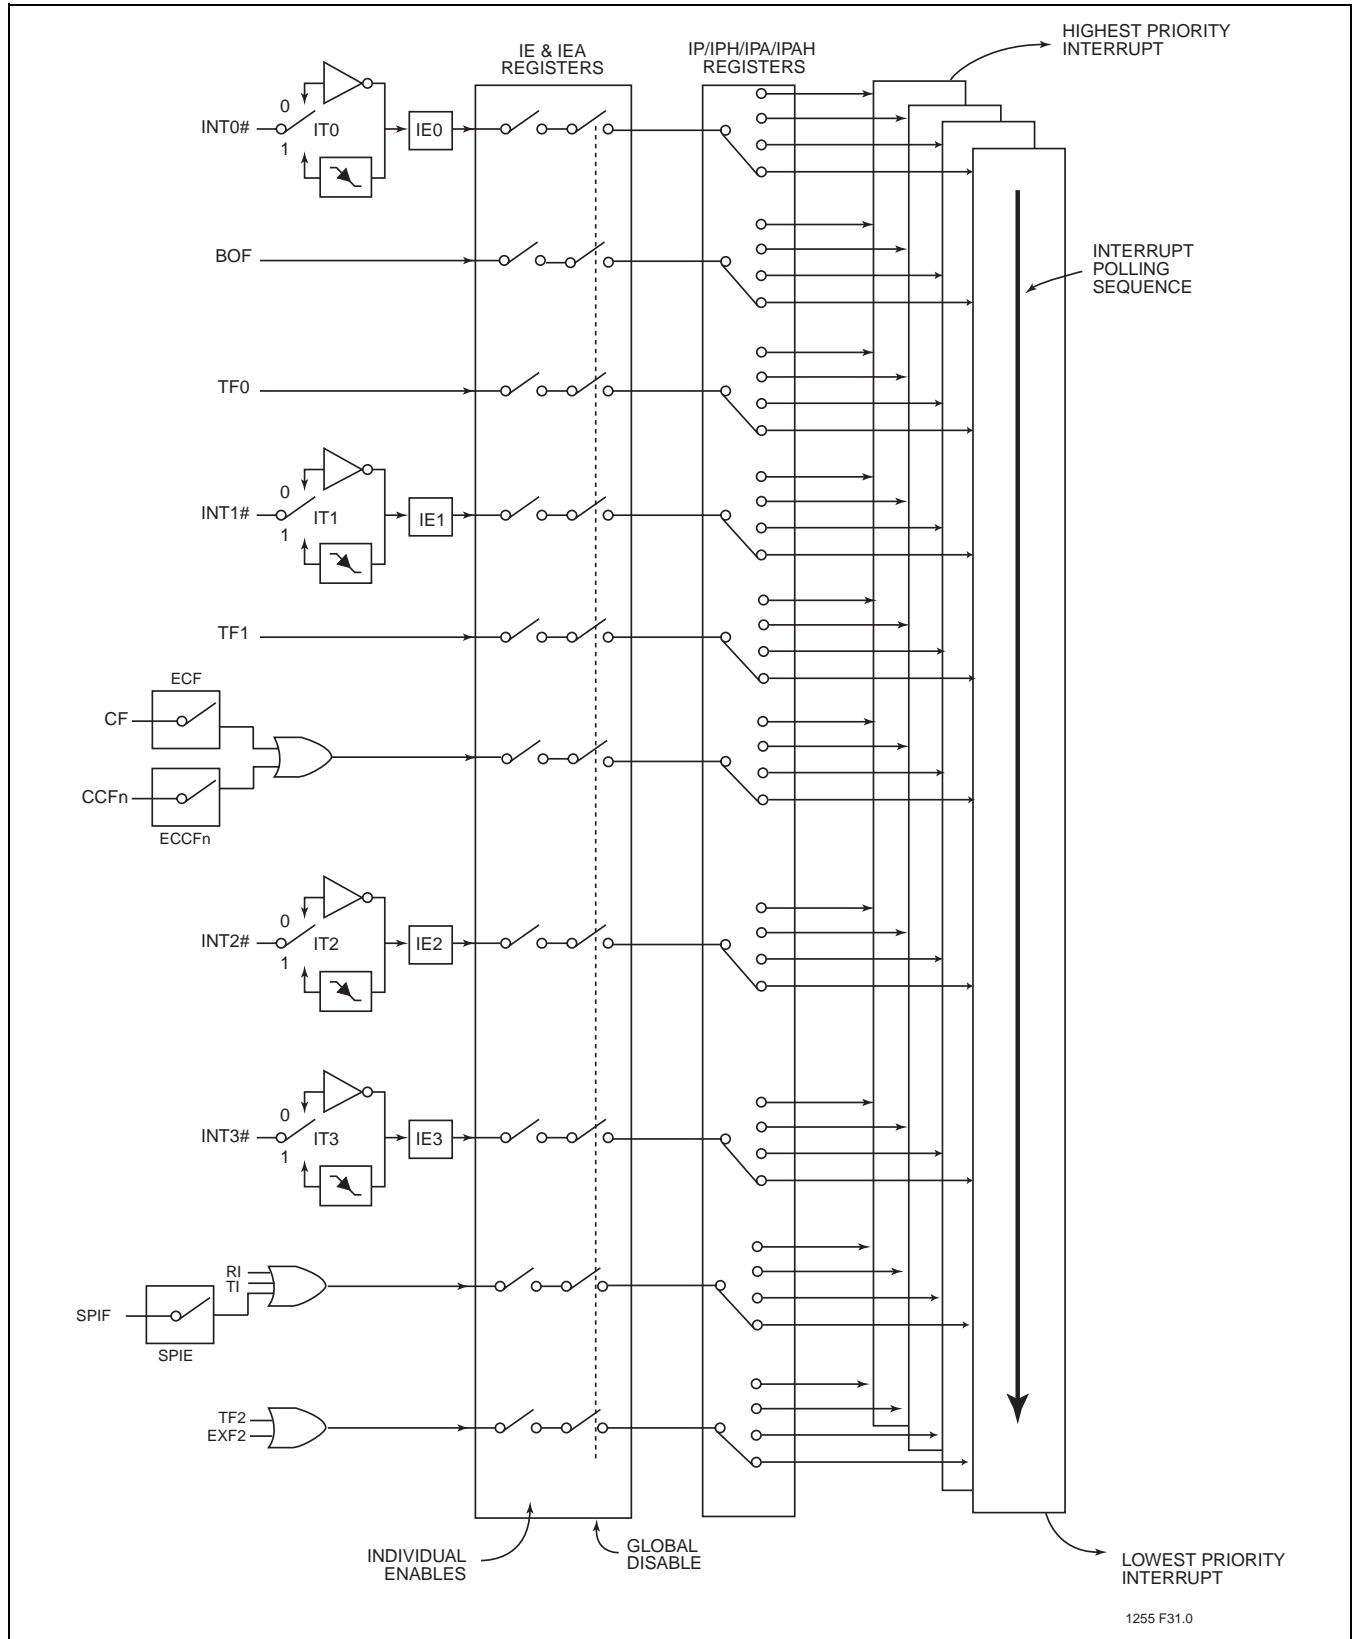 HIGHEST PRIORITY
INTERRUPT
IE & IEA
REGISTERS
IP/IPH/IPA/IPAH
REGISTERS
0
INT0#
IT0
IE0
1
BOF
INTERRUPT
POLLING
SEQUENCE
TF0
0
INT1#
IT1
IE1
1
TF1
ECF
CF
CCFn
ECCFn
0
INT2#
IT2
IE2
1
0
INT3#
IT3
IE3
1
RI
TI
SPIF
SPIE
TF2
EXF2
INDIVIDUAL
ENABLES
GLOBAL
DISABLE
LOWEST PRIORITY
INTERRUPT
1255 F31.0